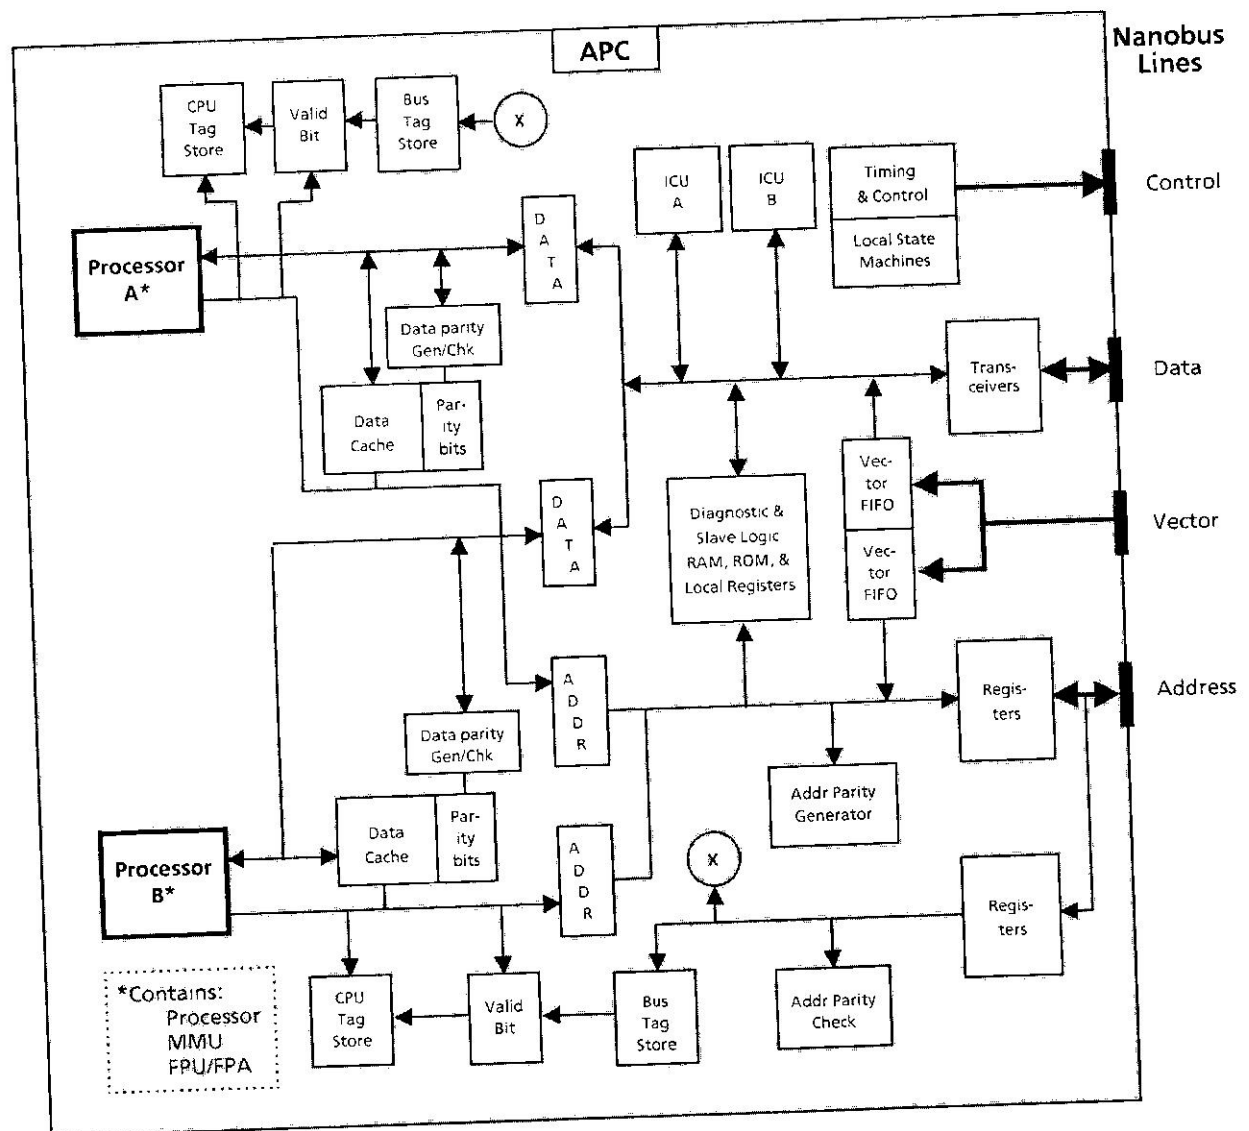 APC
Nanobus
Lines
CPU
Tag
Store
Valid
Bit
Bus
Tag
Store
X
ICU
A
ICU
B
Timing
& Control
Local State
Machines
Control
Processor
A*
D
A
T
A
Data parity
Gen/Chk
Data
Cache
Par-
ity
bits
Trans-
ceivers
Data
D
A
T
A
Diagnostic &
Slave Logic
RAM, ROM, &
Local Registers
Vec-
tor
FIFO
Vec-
tor
FIFO
Vector
A
D
D
R
Regis-
ters
Address
Data parity
Gen/Chk
Addr Parity
Generator
Data
Cache
Par-
ity
bits
Processor
B*
A
D
D
R
X
Regis-
ters
CPU
Tag
Store
Valid
Bit
Bus
Tag
Store
Addr Parity
Check
*Contains:
Processor
MMU
FPU/FPA